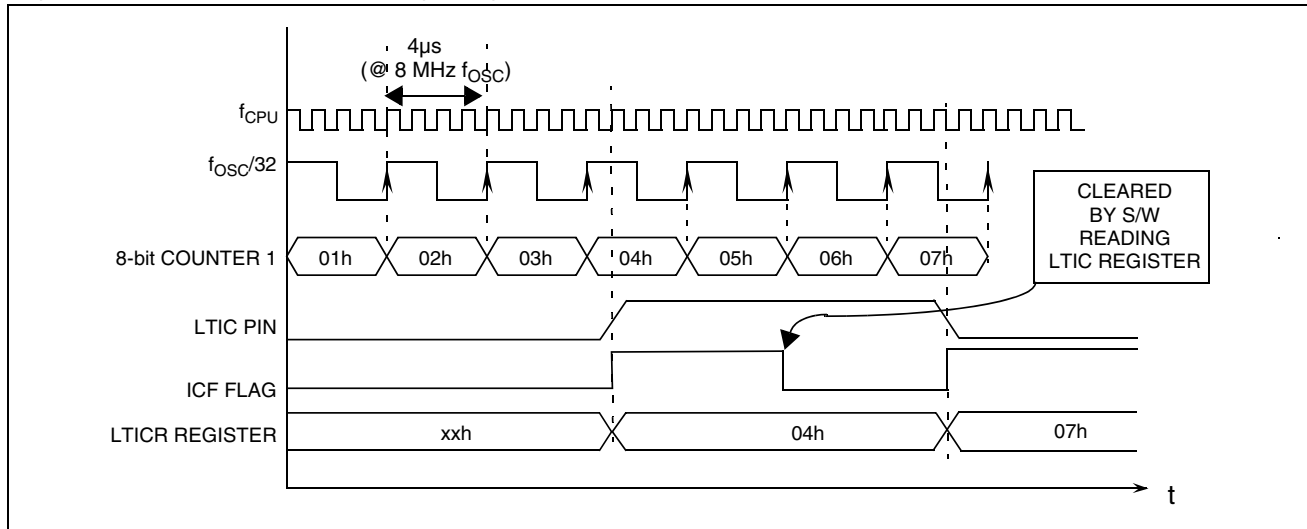 4µs
(@ 8 MHz fOSC)
fCPU
fOSC/32
CLEARED
BY S/W
READING
LTIC REGISTER
8-bit COUNTER 1
01h
02h
03h
04h
05h
06h
07h
LTIC PIN
ICF FLAG
LTICR REGISTER
xxh
04h
07h
t